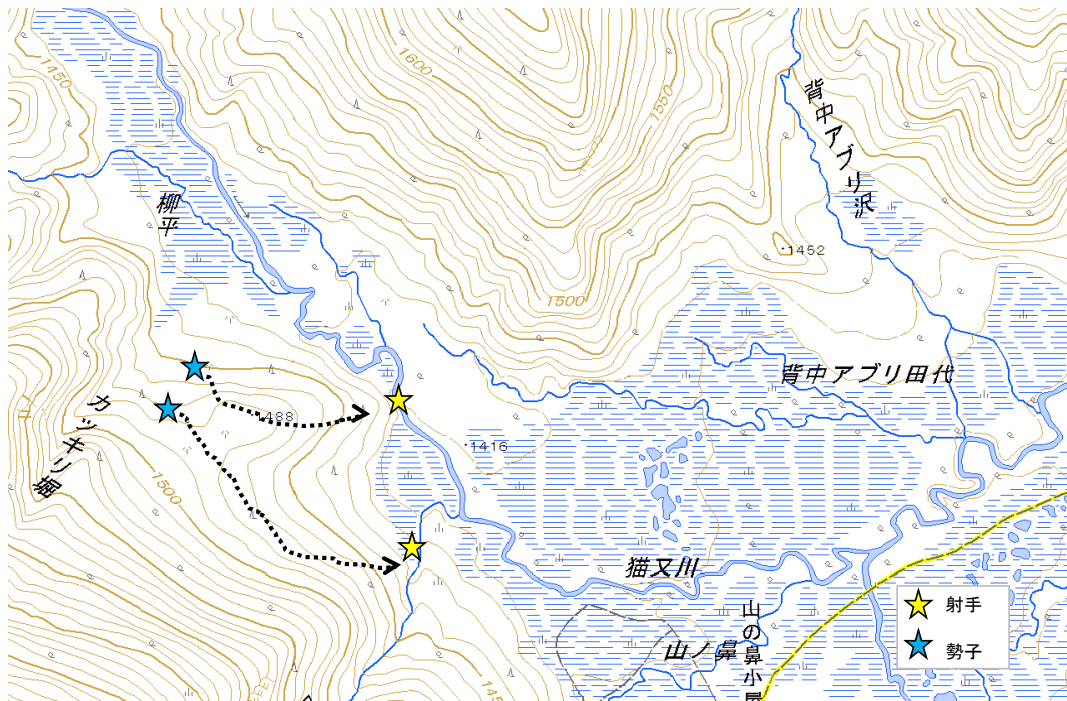 1450
1600
1550
背中アブリ沢
柳平
1452
1500
背中アブリ田代
カッキリ堀
1488
1416
1500
猫又川
山の鼻小屋
山ノ鼻
射手
勢子